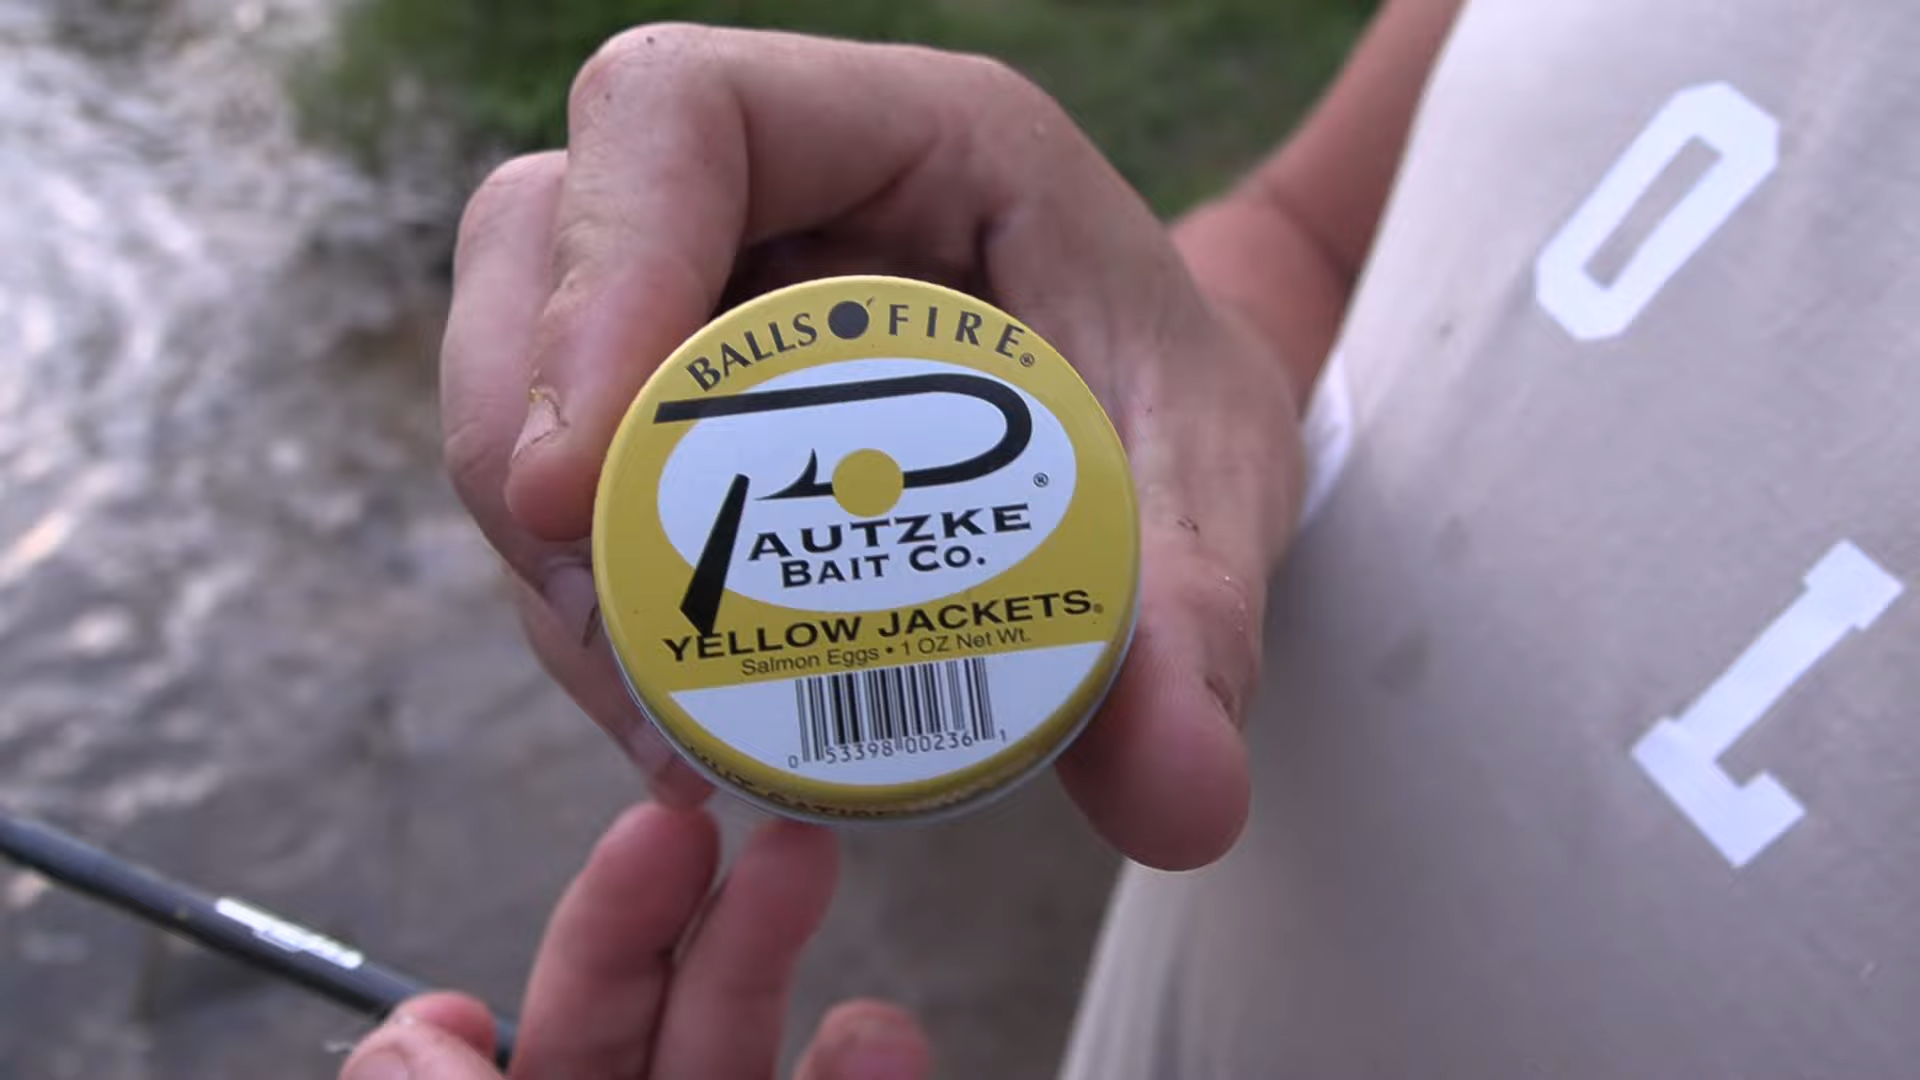 BALLS O' FIRE®
PAUTZKE ®
BAIT CO.
YELLOW JACKETS®
Salmon Eggs • 1 OZ Net Wt.
0 53398 00236 1
O
L